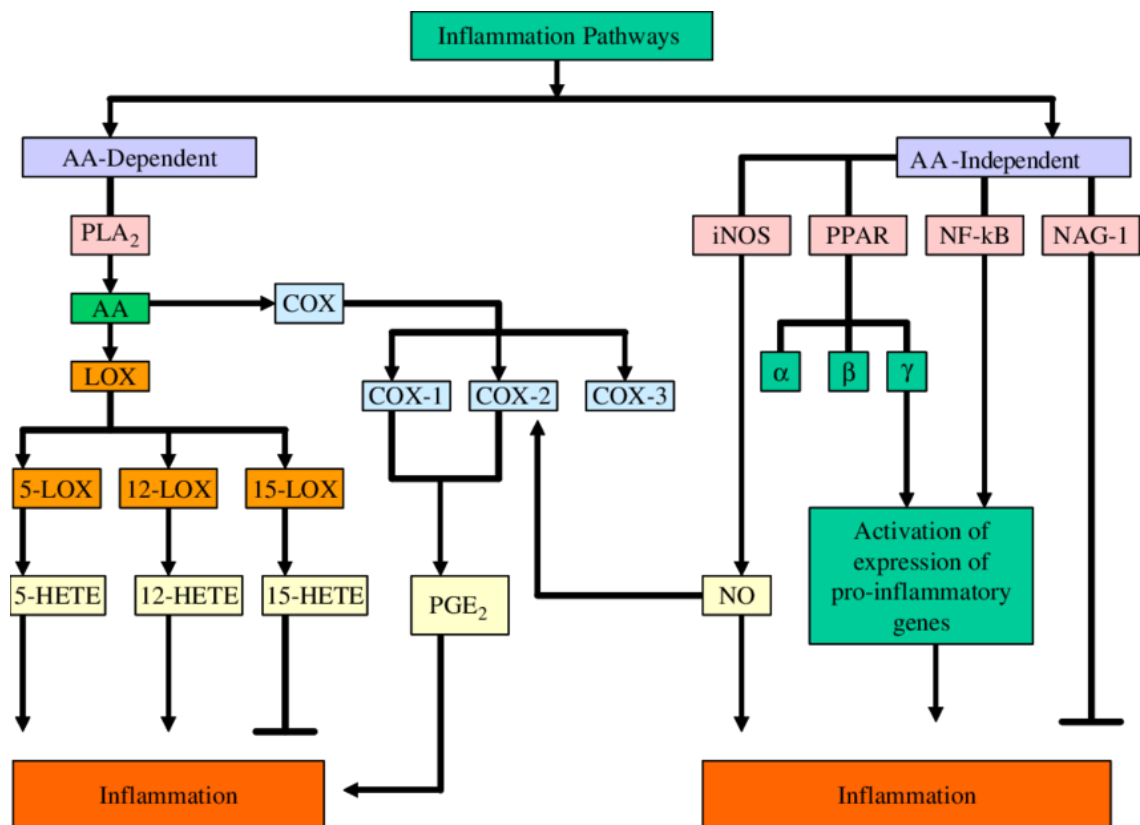 Inflammation Pathways
AA-Dependent
AA-Independent
PLA₂
iNOS
PPAR
NF-kB
NAG-1
AA
COX
LOX
α
β
γ
COX-1
COX-2
COX-3
5-LOX
12-LOX
15-LOX
Activation of
expression of
pro-inflammatory
genes
5-HETE
12-HETE
15-HETE
PGE₂
NO
Inflammation
Inflammation